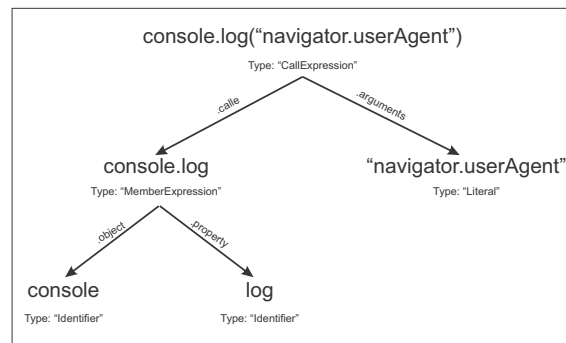 console.log(“navigator.userAgent”)
Type: “CallExpression”
.calle
.arguments
console.log
“navigator.userAgent”
Type: “MemberExpression”
Type: “Literal”
.object
.property
console
log
Type: “Identifier”
Type: “Identifier”